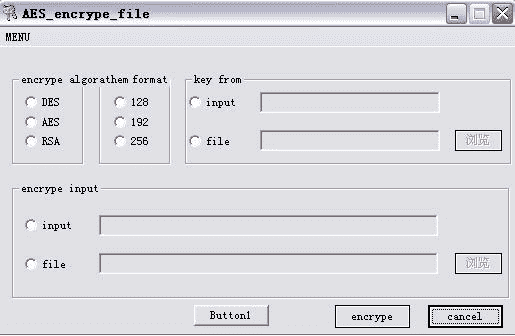 AES_encrype_file
MENU
encrype algorathem format
key from
DES
128
input
AES
192
RSA
256
file
浏览
encrype input
input
file
浏览
Button1
encrype
cancel